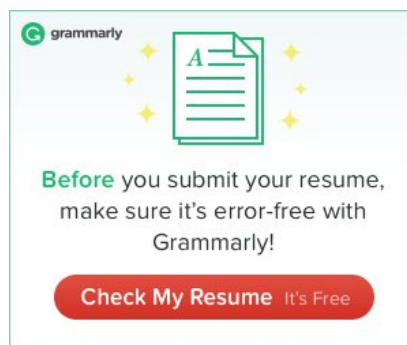 grammarly
A
Before you submit your resume,
make sure it's error-free with
Grammarly!
Check My Resume It's Free